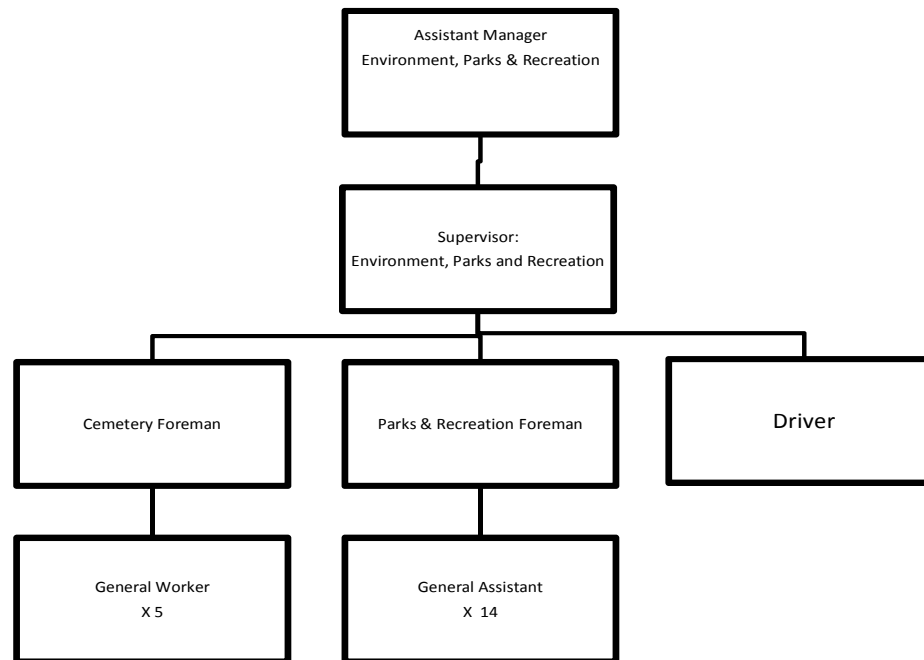 Assistant Manager
Environment, Parks & Recreation
Supervisor:
Environment, Parks and Recreation
Cemetery Foreman
Parks & Recreation Foreman
Driver
General Worker
X 5
General Assistant
X 14